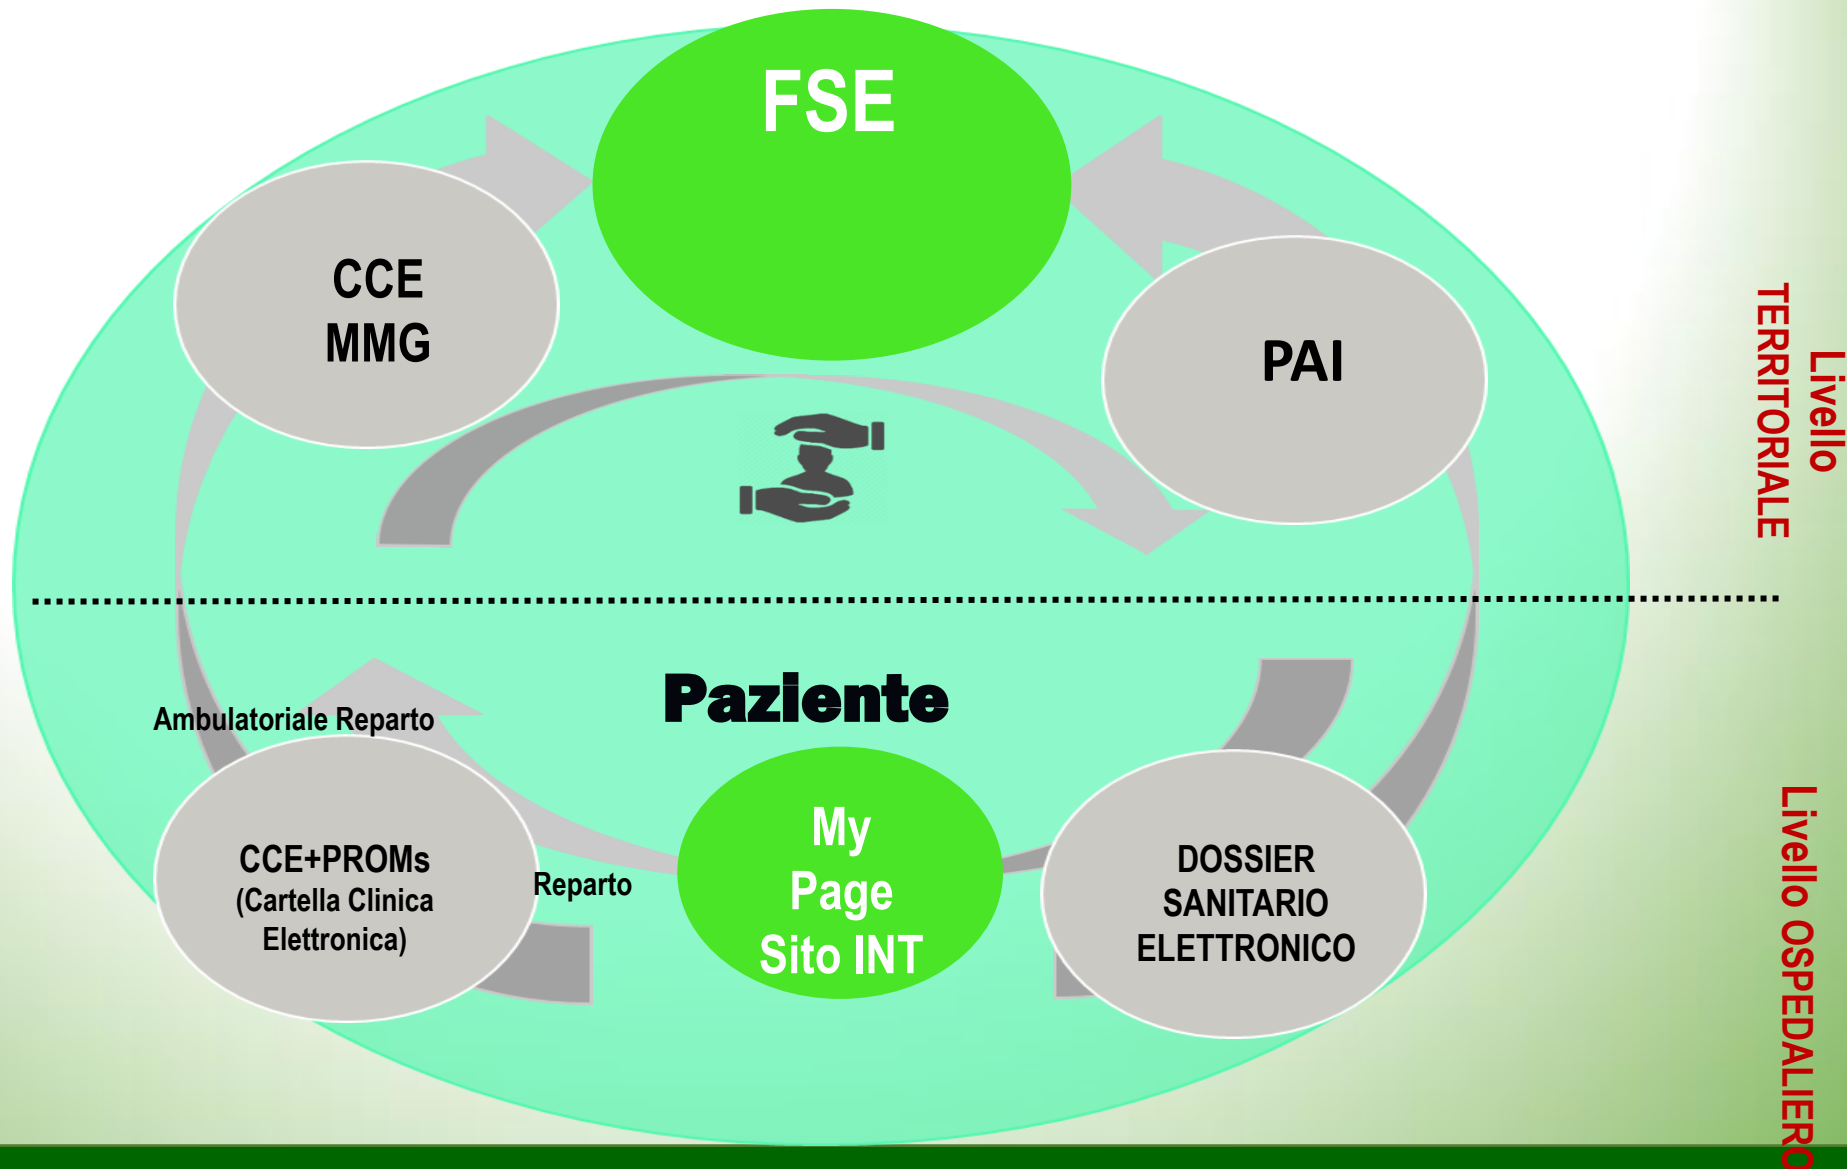 FSE
CCE
MMG
PAI
Livello
TERRITORIALE
Paziente
Ambulatoriale Reparto
CCE+PROMs
(Cartella Clinica
Elettronica)
Reparto
My
Page
Sito INT
DOSSIER
SANITARIO
ELETTRONICO
Livello OSPEDALIERO